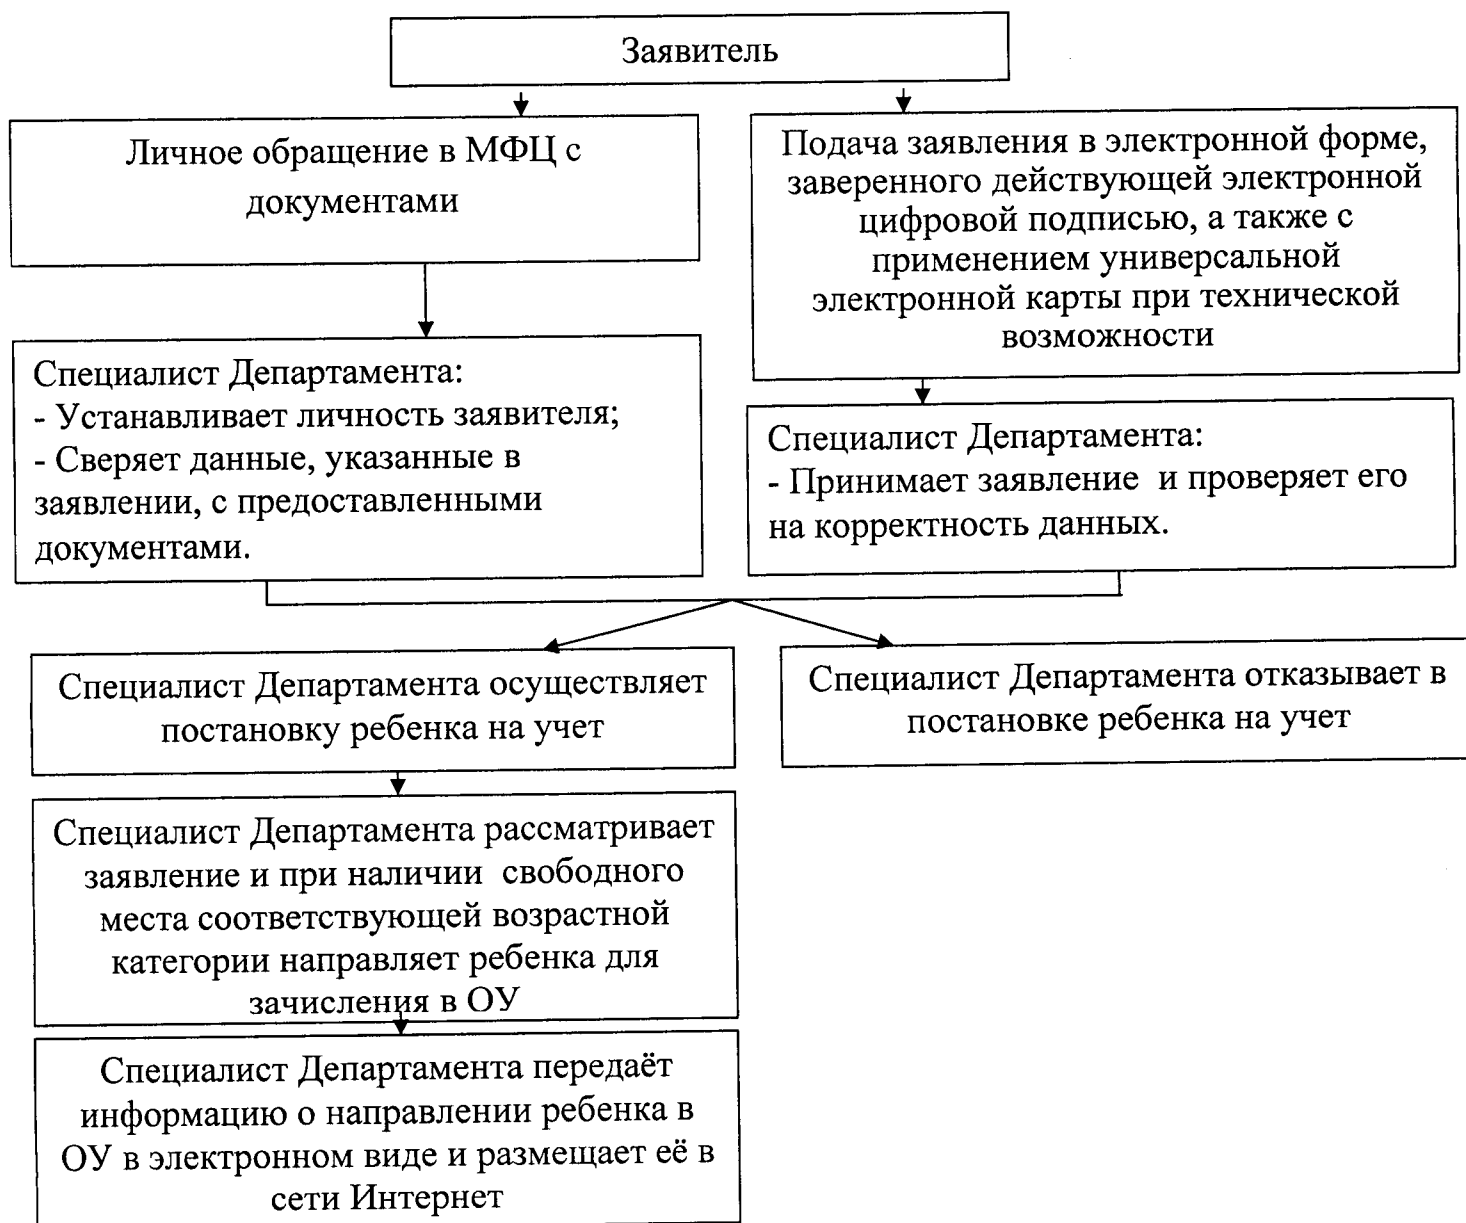 Заявитель
Личное обращение в МФЦ с
документами
Подача заявления в электронной форме,
заверенного действующей электронной
цифровой подписью, а также с
применением универсальной
электронной карты при технической
возможности
Специалист Департамента:
- Устанавливает личность заявителя;
- Сверяет данные, указанные в
заявлении, с предоставленными
документами.
Специалист Департамента:
- Принимает заявление и проверяет его
на корректность данных.
Специалист Департамента осуществляет
постановку ребенка на учет
Специалист Департамента отказывает в
постановке ребенка на учет
Специалист Департамента рассматривает
заявление и при наличии свободного
места соответствующей возрастной
категории направляет ребенка для
зачисления в ОУ
Специалист Департамента передаёт
информацию о направлении ребенка в
ОУ в электронном виде и размещает её в
сети Интернет